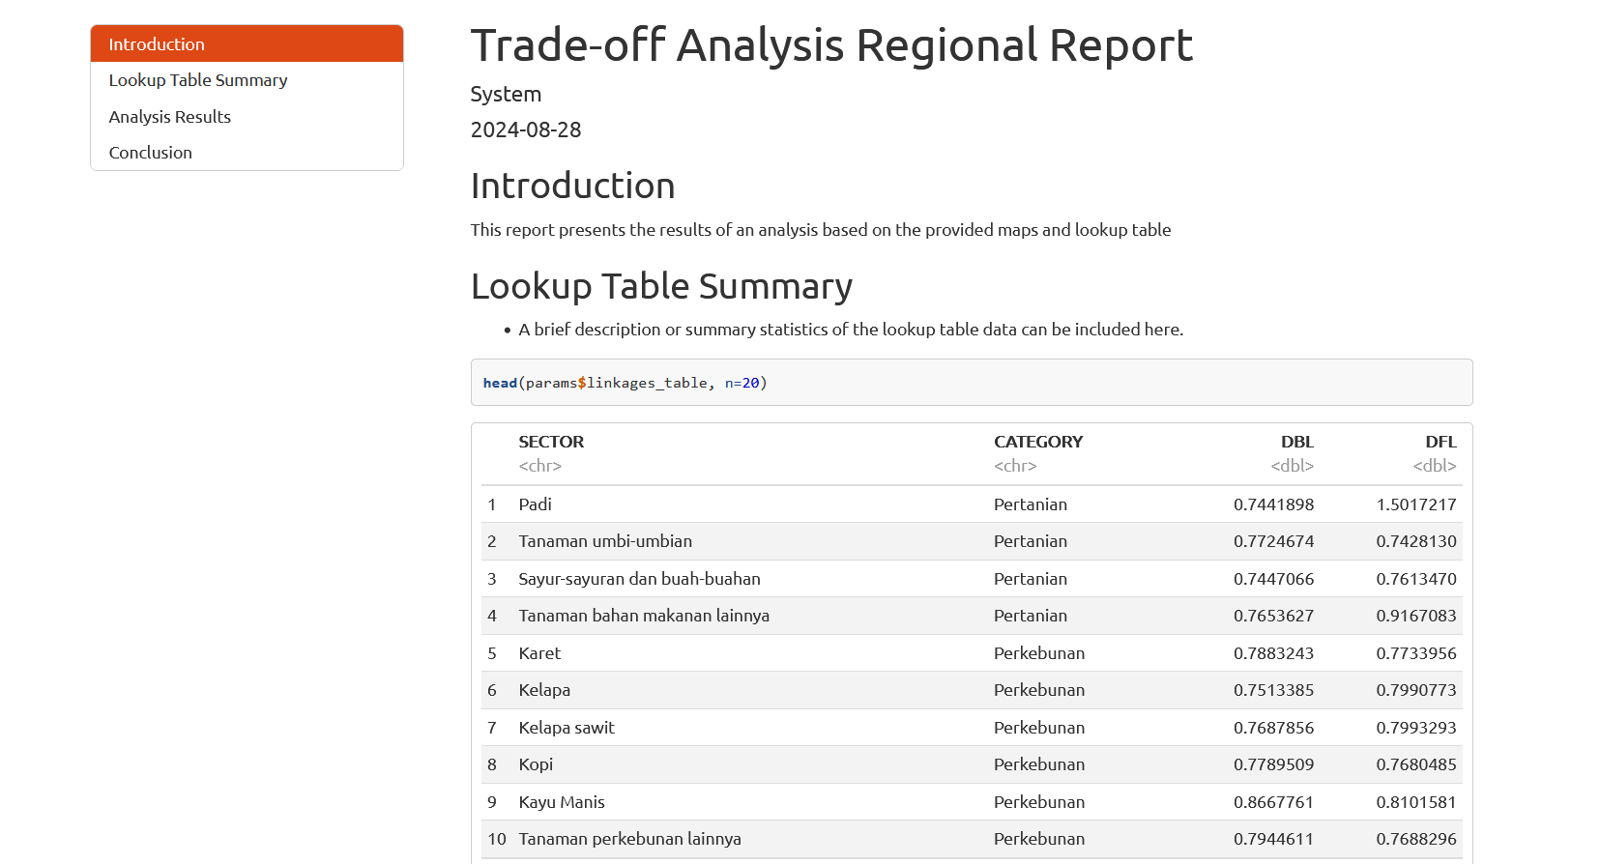 Introduction
Lookup Table Summary
Analysis Results
Conclusion
Trade-off Analysis Regional Report
System
2024-08-28
Introduction
This report presents the results of an analysis based on the provided maps and lookup table
Lookup Table Summary
• A brief description or summary statistics of the lookup table data can be included here.
head(params$linkages_table, n=20)
SECTOR CATEGORY DBL DFL
<chr> <chr> <dbl> <dbl>
1 Padi Pertanian 0.7441898 1.5017217
2 Tanaman umbi-umbian Pertanian 0.7724674 0.7428130
3 Sayur-sayuran dan buah-buahan Pertanian 0.7447066 0.7613470
4 Tanaman bahan makanan lainnya Pertanian 0.7653627 0.9167083
5 Karet Perkebunan 0.7883243 0.7733956
6 Kelapa Perkebunan 0.7513385 0.7990773
7 Kelapa sawit Perkebunan 0.7687856 0.7993293
8 Kopi Perkebunan 0.7789509 0.7680485
9 Kayu Manis Perkebunan 0.8667761 0.8101581
10 Tanaman perkebunan lainnya Perkebunan 0.7944611 0.7688296